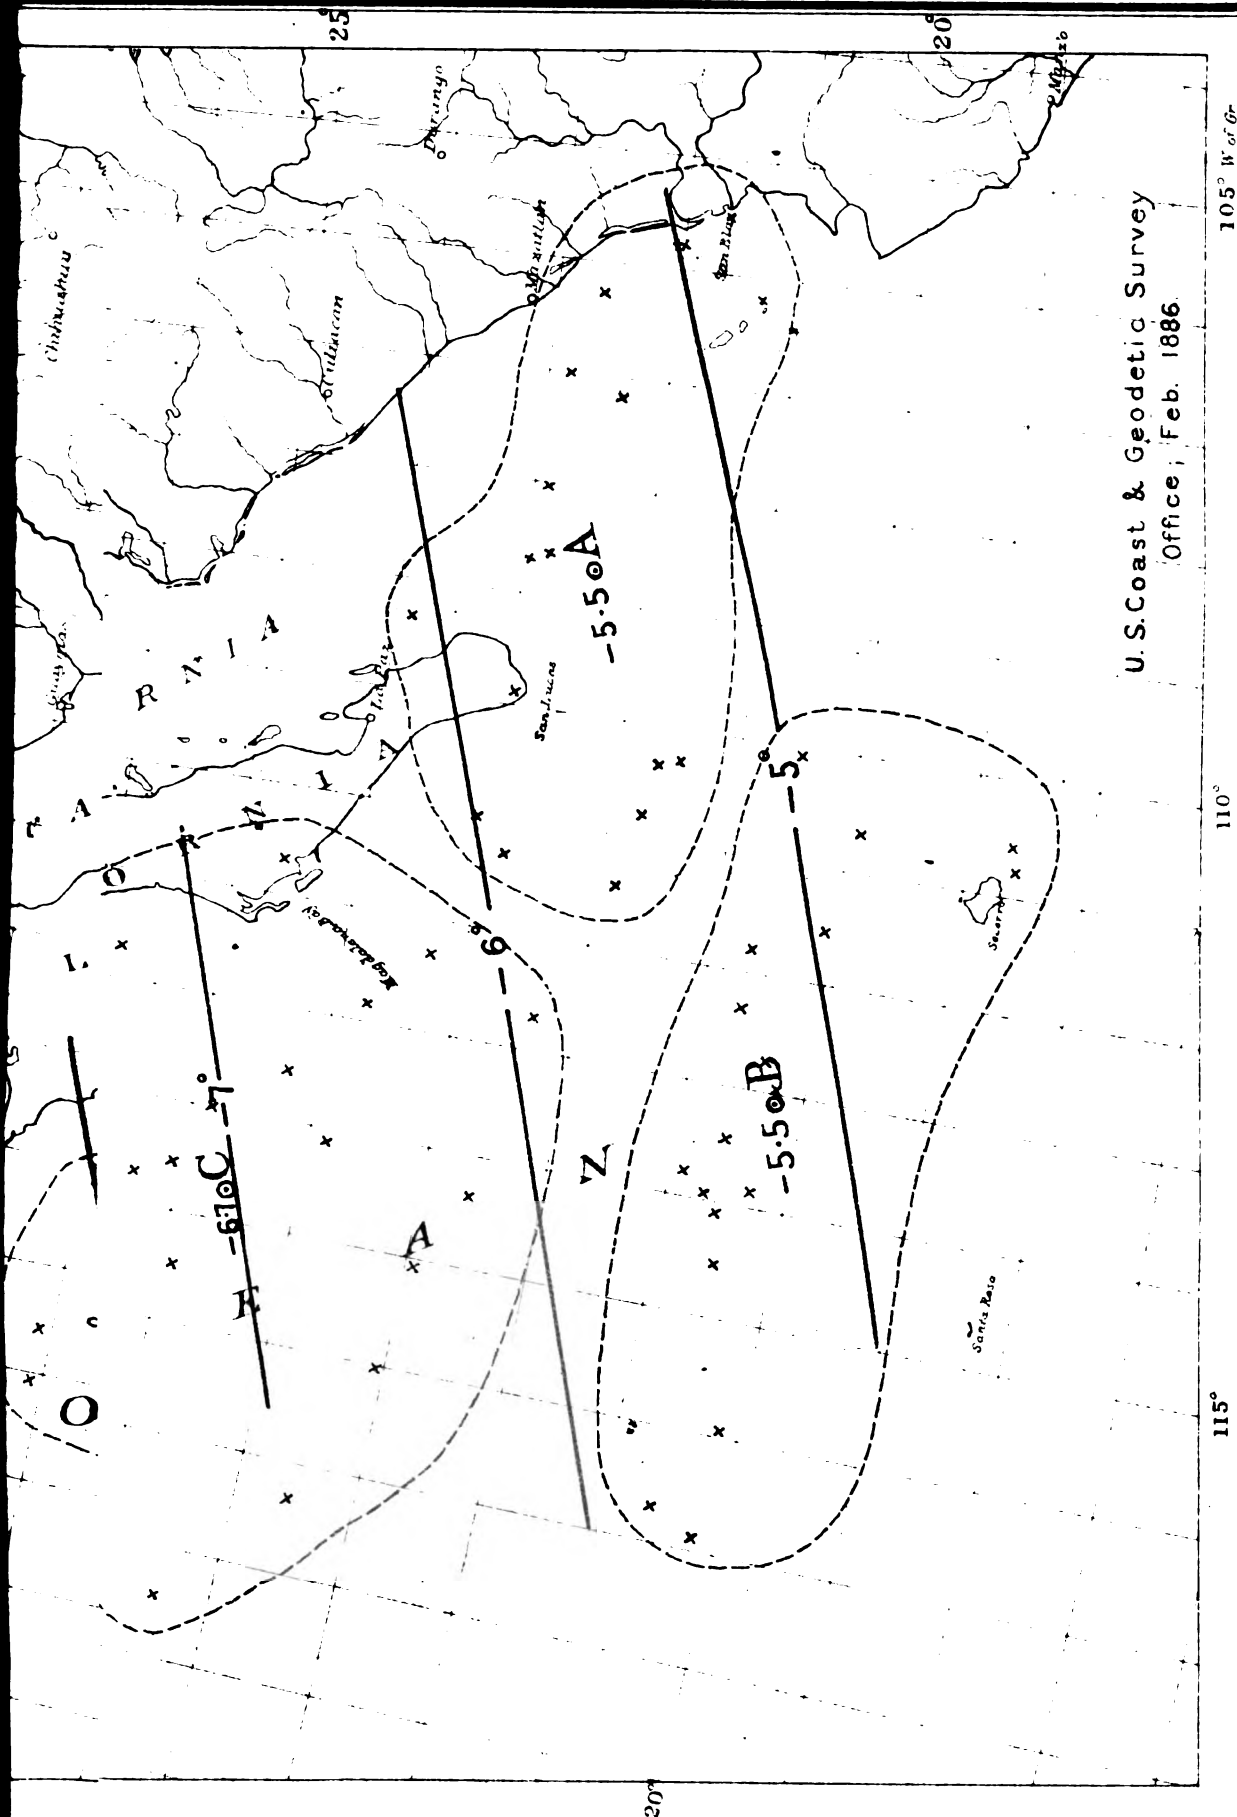 25
20°
Chihuahua
Durango
Culiacan
Mazatlan
San Blas
La Paz
San Lucas
Magdalena Bay
Socorro
Santa Rosa
C A L I
R N I A
-5.5⊙A
-5.5⊙B
-6.7⊙C
-7°
-6°
-5°
U.S. Coast & Geodetic Survey
Office; Feb. 1886.
105° W of Gr
110°
115°
20°